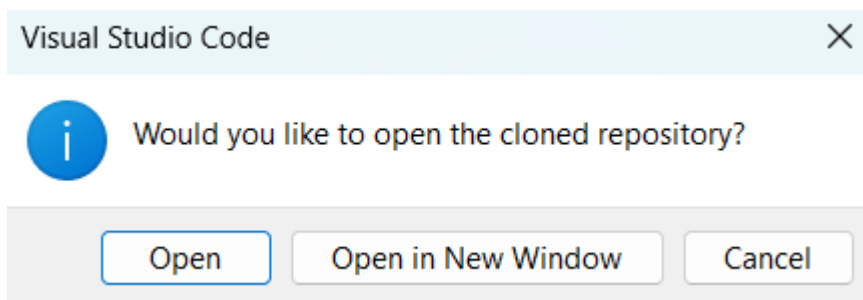 Visual Studio Code
Would you like to open the cloned repository?
Open
Open in New Window
Cancel